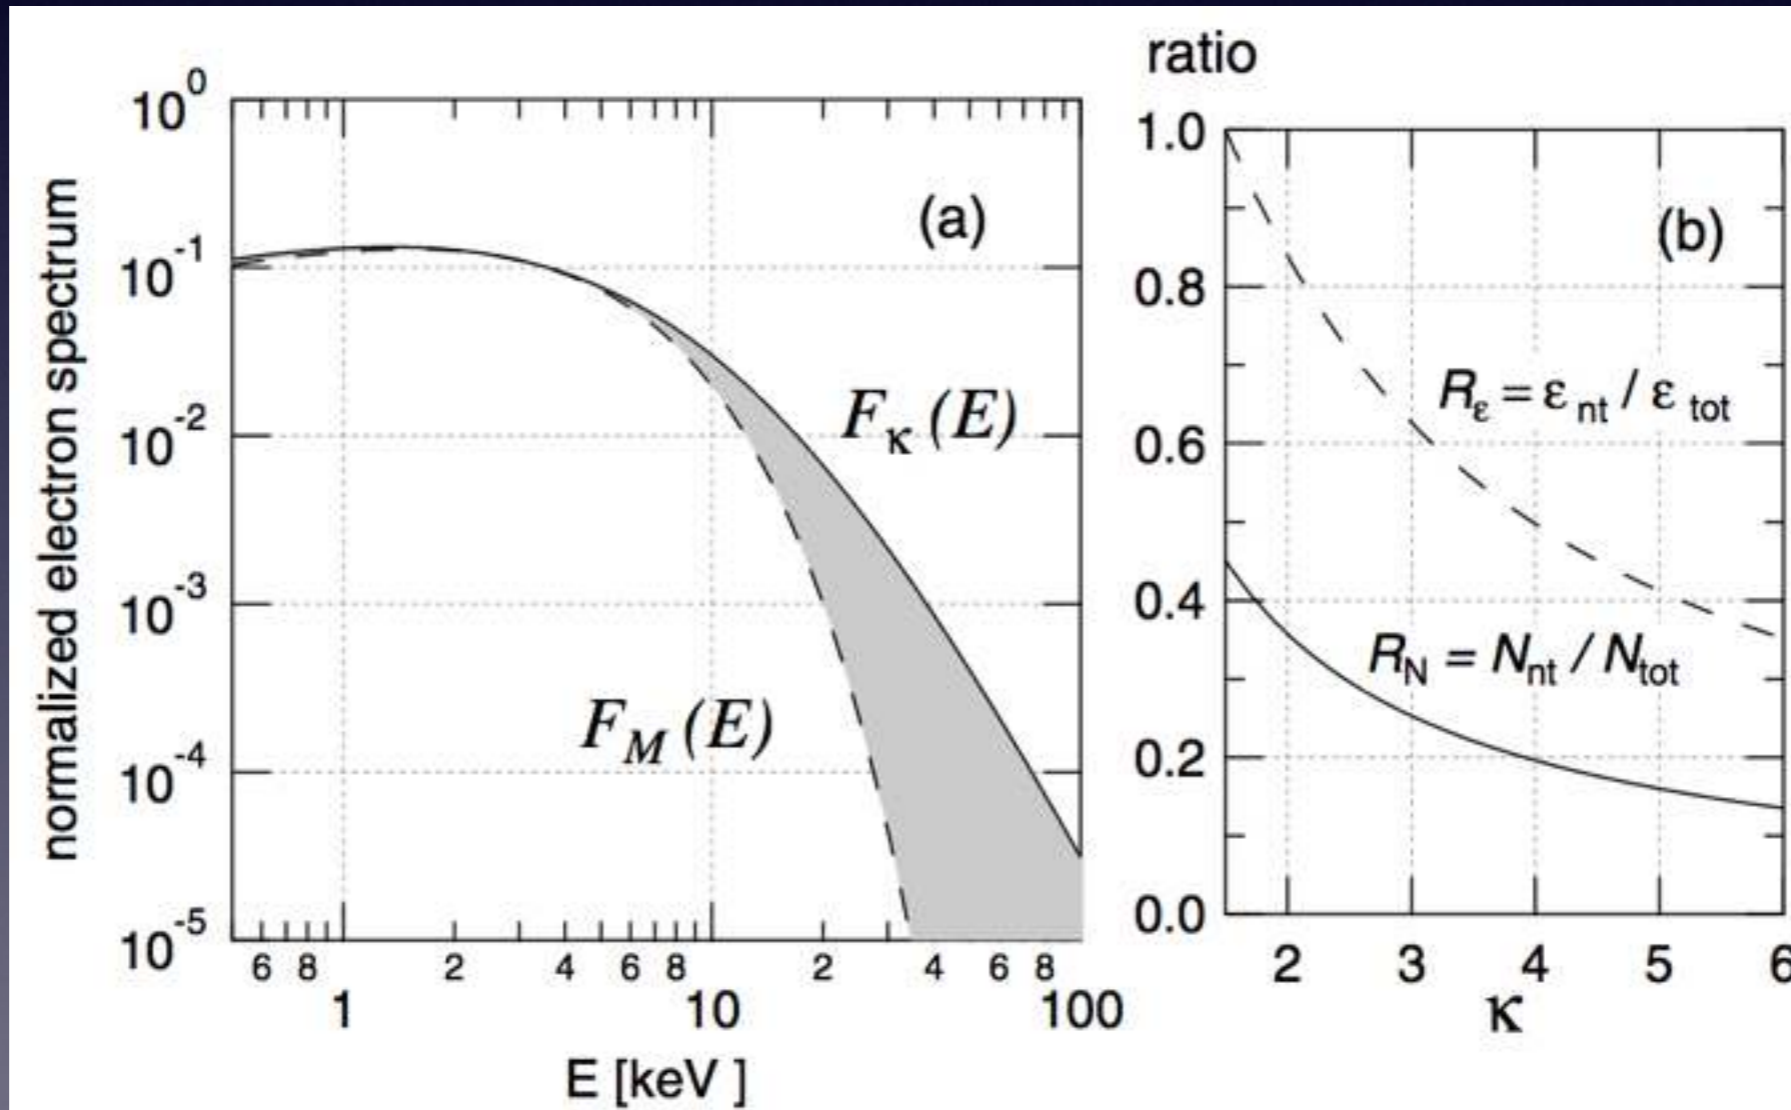 normalized electron spectrum
10^0
10^-1
10^-2
10^-3
10^-4
10^-5
(a)
F_κ(E)
F_M(E)
6 8 2 4 6 8 2 4 6 8
1 10 100
E [keV ]
ratio
1.0
0.8
0.6
0.4
0.2
0.0
(b)
R_ε = ε_nt / ε_tot
R_N = N_nt / N_tot
2 3 4 5 6
κ